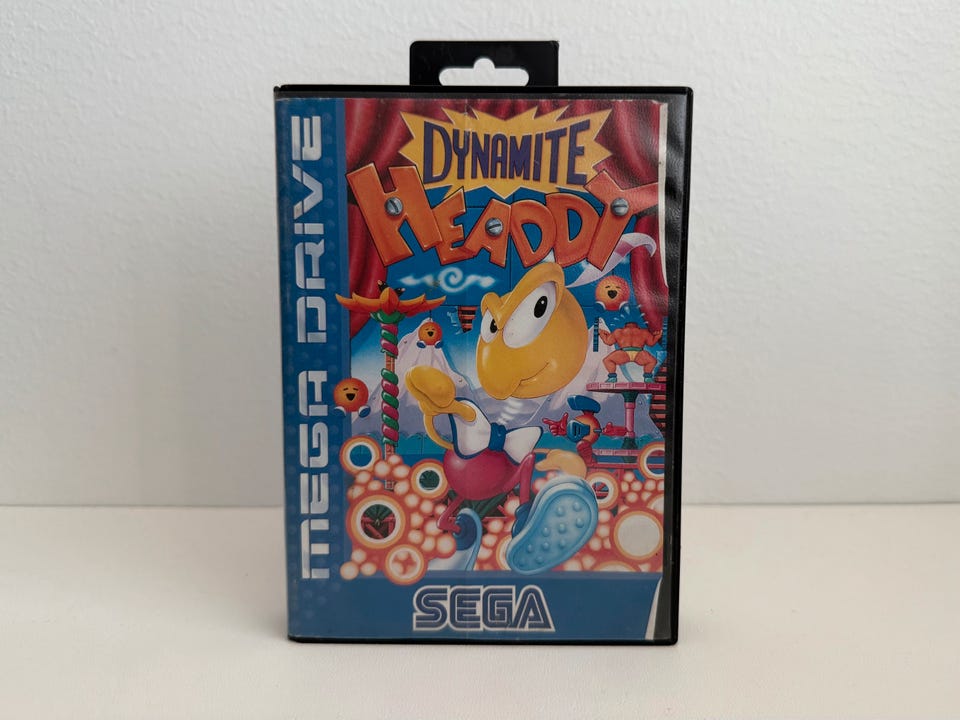 DYNAMITE
HEADDY
MEGA DRIVE
SEGA